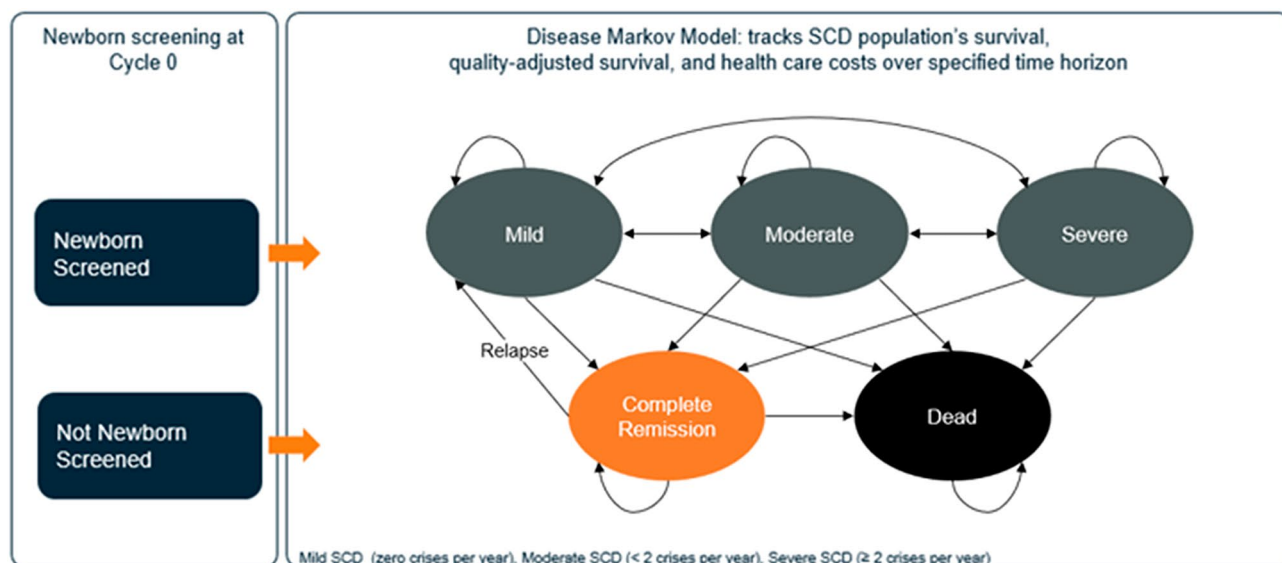 Newborn screening at
Cycle 0
Disease Markov Model: tracks SCD population's survival,
quality-adjusted survival, and health care costs over specified time horizon
Newborn
Screened
Mild
Moderate
Severe
Relapse
Not Newborn
Screened
Complete
Remission
Dead
Mild SCD (zero crises per year), Moderate SCD (< 2 crises per year), Severe SCD (≥ 2 crises per year)